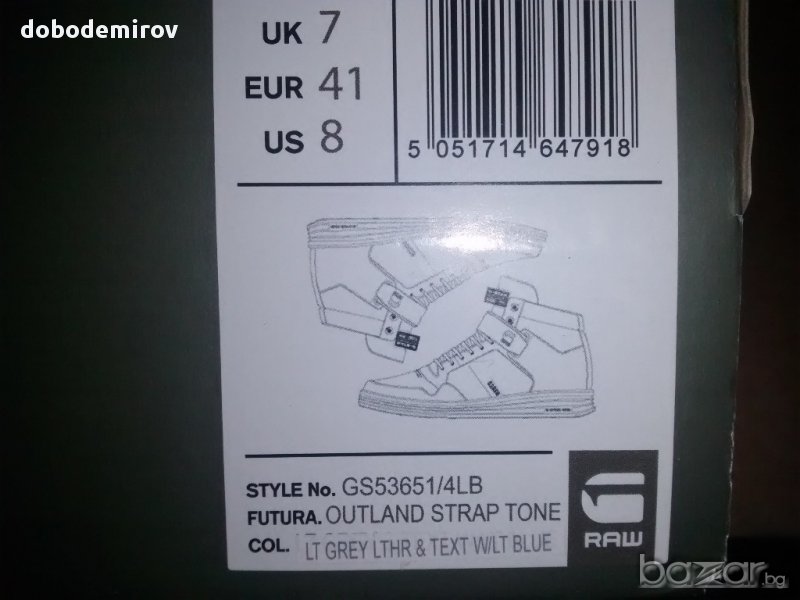 dobodemirov
UK 7
EUR 41
US 8
5 051714 647918
STYLE No. GS53651/4LB
FUTURA. OUTLAND STRAP TONE
COL. LT GREY LTHR & TEXT W/LT BLUE
RAW
bazar.bg